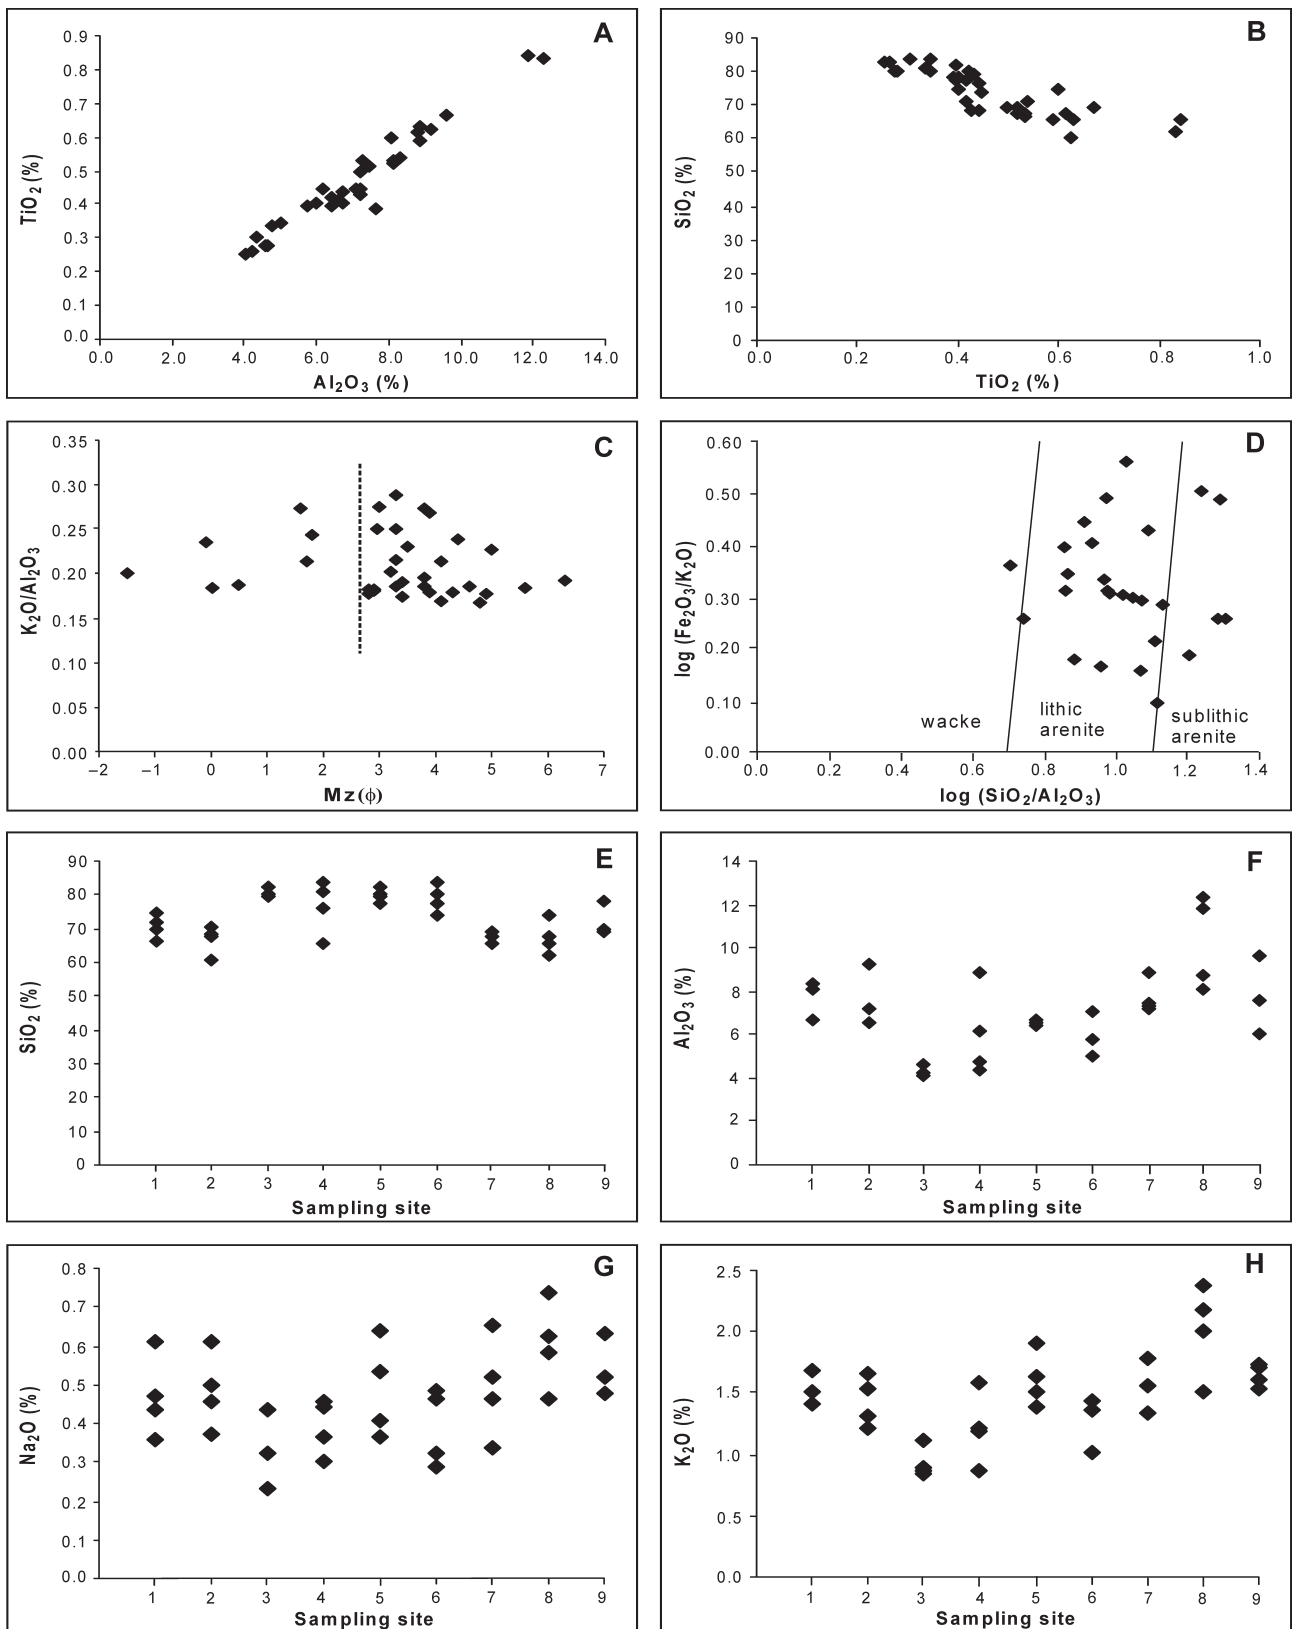 A
0.9
0.8
0.7
0.6
0.5
0.4
0.3
0.2
0.1
0.0
TiO₂ (%)
0.0 2.0 4.0 6.0 8.0 10.0 12.0 14.0
Al₂O₃ (%)
B
90
80
70
60
50
40
30
20
10
0
SiO₂ (%)
0.0 0.2 0.4 0.6 0.8 1.0
TiO₂ (%)
C
0.35
0.30
0.25
0.20
0.15
0.10
0.05
0.00
K₂O/Al₂O₃
–2 –1 0 1 2 3 4 5 6 7
Mz(ϕ)
D
0.60
0.50
0.40
0.30
0.20
0.10
0.00
log (Fe₂O₃/K₂O)
wacke
lithic
arenite
sublithic
arenite
0.0 0.2 0.4 0.6 0.8 1.0 1.2 1.4
log (SiO₂/Al₂O₃)
E
90
80
70
60
50
40
30
20
10
0
SiO₂ (%)
1 2 3 4 5 6 7 8 9
Sampling site
F
14
12
10
8
6
4
2
0
Al₂O₃ (%)
1 2 3 4 5 6 7 8 9
Sampling site
G
0.8
0.7
0.6
0.5
0.4
0.3
0.2
0.1
0.0
Na₂O (%)
1 2 3 4 5 6 7 8 9
Sampling site
H
2.5
2.0
1.5
1.0
0.5
0.0
K₂O (%)
1 2 3 4 5 6 7 8 9
Sampling site